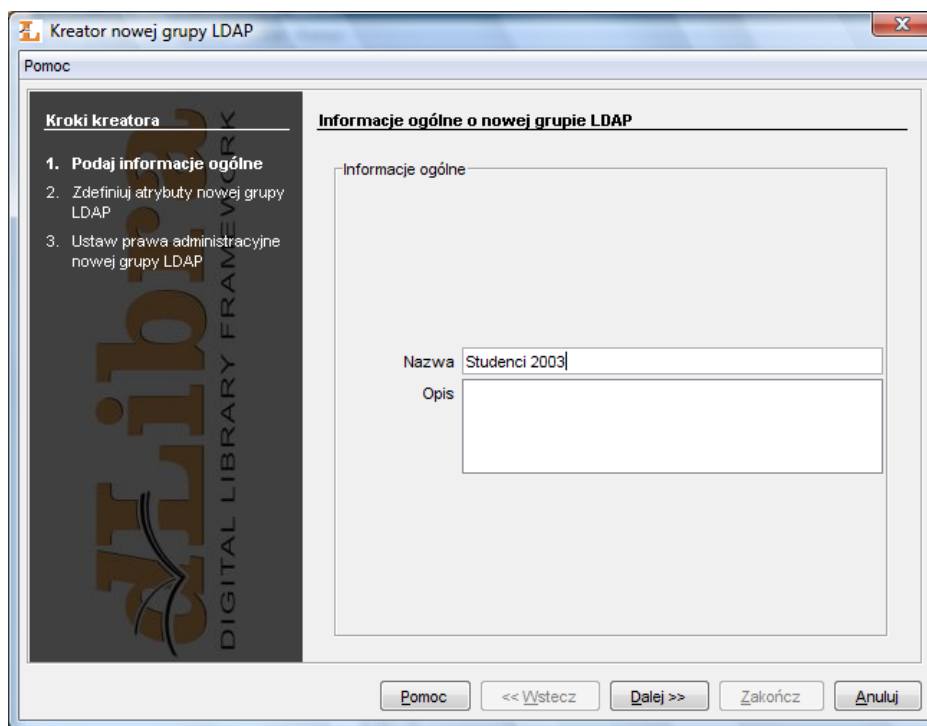 Kreator nowej grupy LDAP
Pomoc
Kroki kreatora
1. Podaj informacje ogólne
2. Zdefiniuj atrybuty nowej grupy
LDAP
3. Ustaw prawa administracyjne
nowej grupy LDAP
dLibra
DIGITAL LIBRARY FRAMEWORK
Informacje ogólne o nowej grupie LDAP
Informacje ogólne
Nazwa Studenci 2003
Opis
Pomoc << Wstecz Dalej >> Zakończ Anuluj